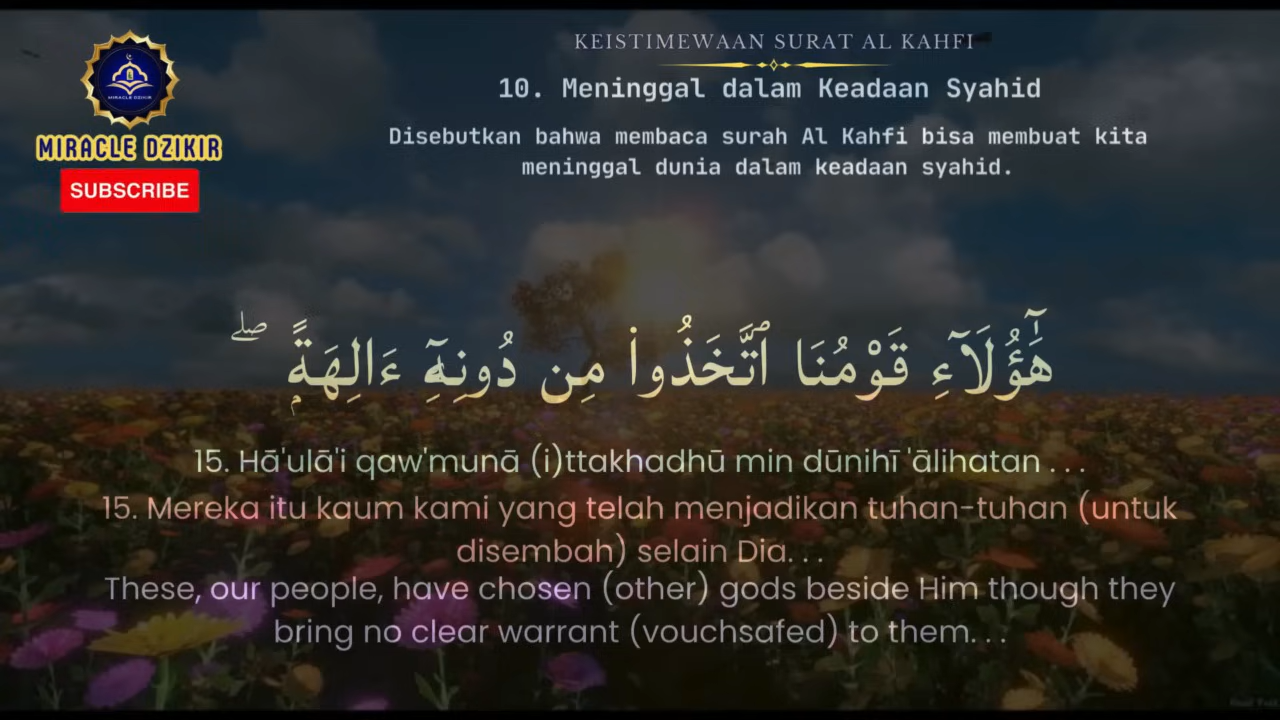 KEISTIMEWAAN SURAT AL KAHFI
10. Meninggal dalam Keadaan Syahid
Disebutkan bahwa membaca surah Al Kahfi bisa membuat kita
meninggal dunia dalam keadaan syahid.
MIRACLE DZIKIR
MIRACLE DZIKIR
SUBSCRIBE
هَٰٓؤُلَآءِ قَوْمُنَا ٱتَّخَذُوا۟ مِن دُونِهِۦٓ ءَالِهَةًۭ ۖ
15. Hā'ulā'i qaw'munā (i)ttakhadhū min dūnihī 'ālihatan . . .
15. Mereka itu kaum kami yang telah menjadikan tuhan-tuhan (untuk
disembah) selain Dia. . .
These, our people, have chosen (other) gods beside Him though they
bring no clear warrant (vouchsafed) to them. . .